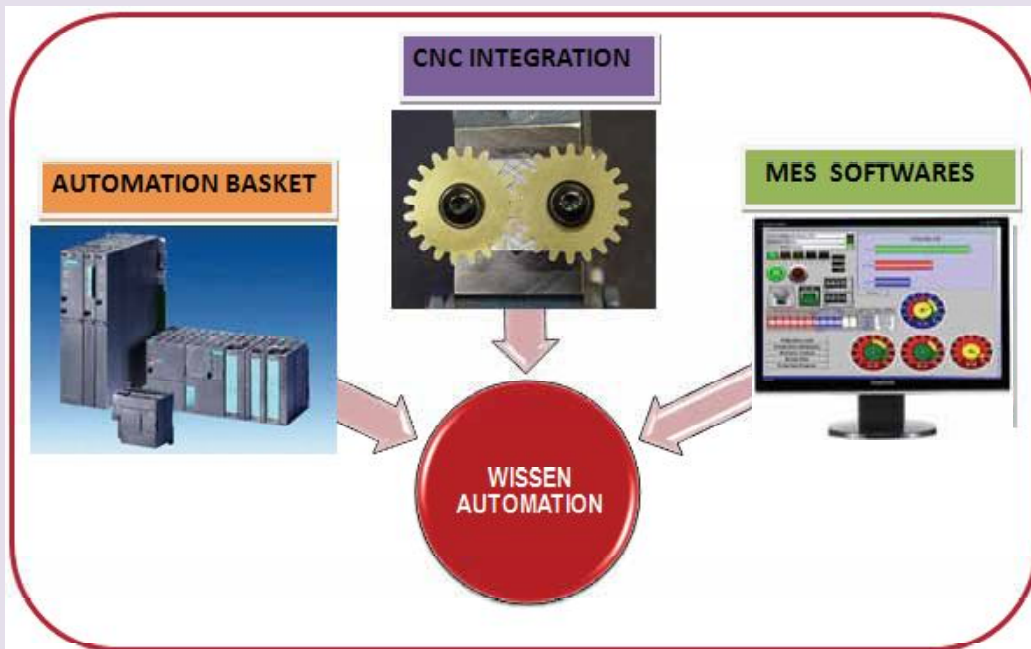 CNC INTEGRATION
AUTOMATION BASKET
MES SOFTWARES
WISSEN
AUTOMATION